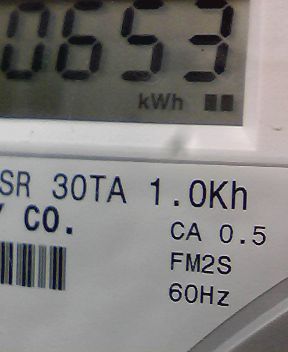 0653
kWh
SR 30TA 1.0Kh
Y CO.
CA 0.5
FM2S
60Hz